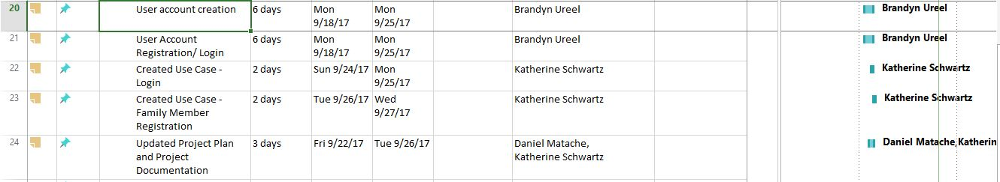 20 User account creation 6 days Mon 9/18/17 Mon 9/25/17 Brandyn Ureel Brandyn Ureel
21 User Account Registration/ Login 6 days Mon 9/18/17 Mon 9/25/17 Brandyn Ureel Brandyn Ureel
22 Created Use Case - Login 2 days Sun 9/24/17 Mon 9/25/17 Katherine Schwartz Katherine Schwartz
23 Created Use Case - Family Member Registration 2 days Tue 9/26/17 Wed 9/27/17 Katherine Schwartz Katherine Schwartz
24 Updated Project Plan and Project Documentation 3 days Fri 9/22/17 Tue 9/26/17 Daniel Matache, Katherine Schwartz Daniel Matache,Katherin